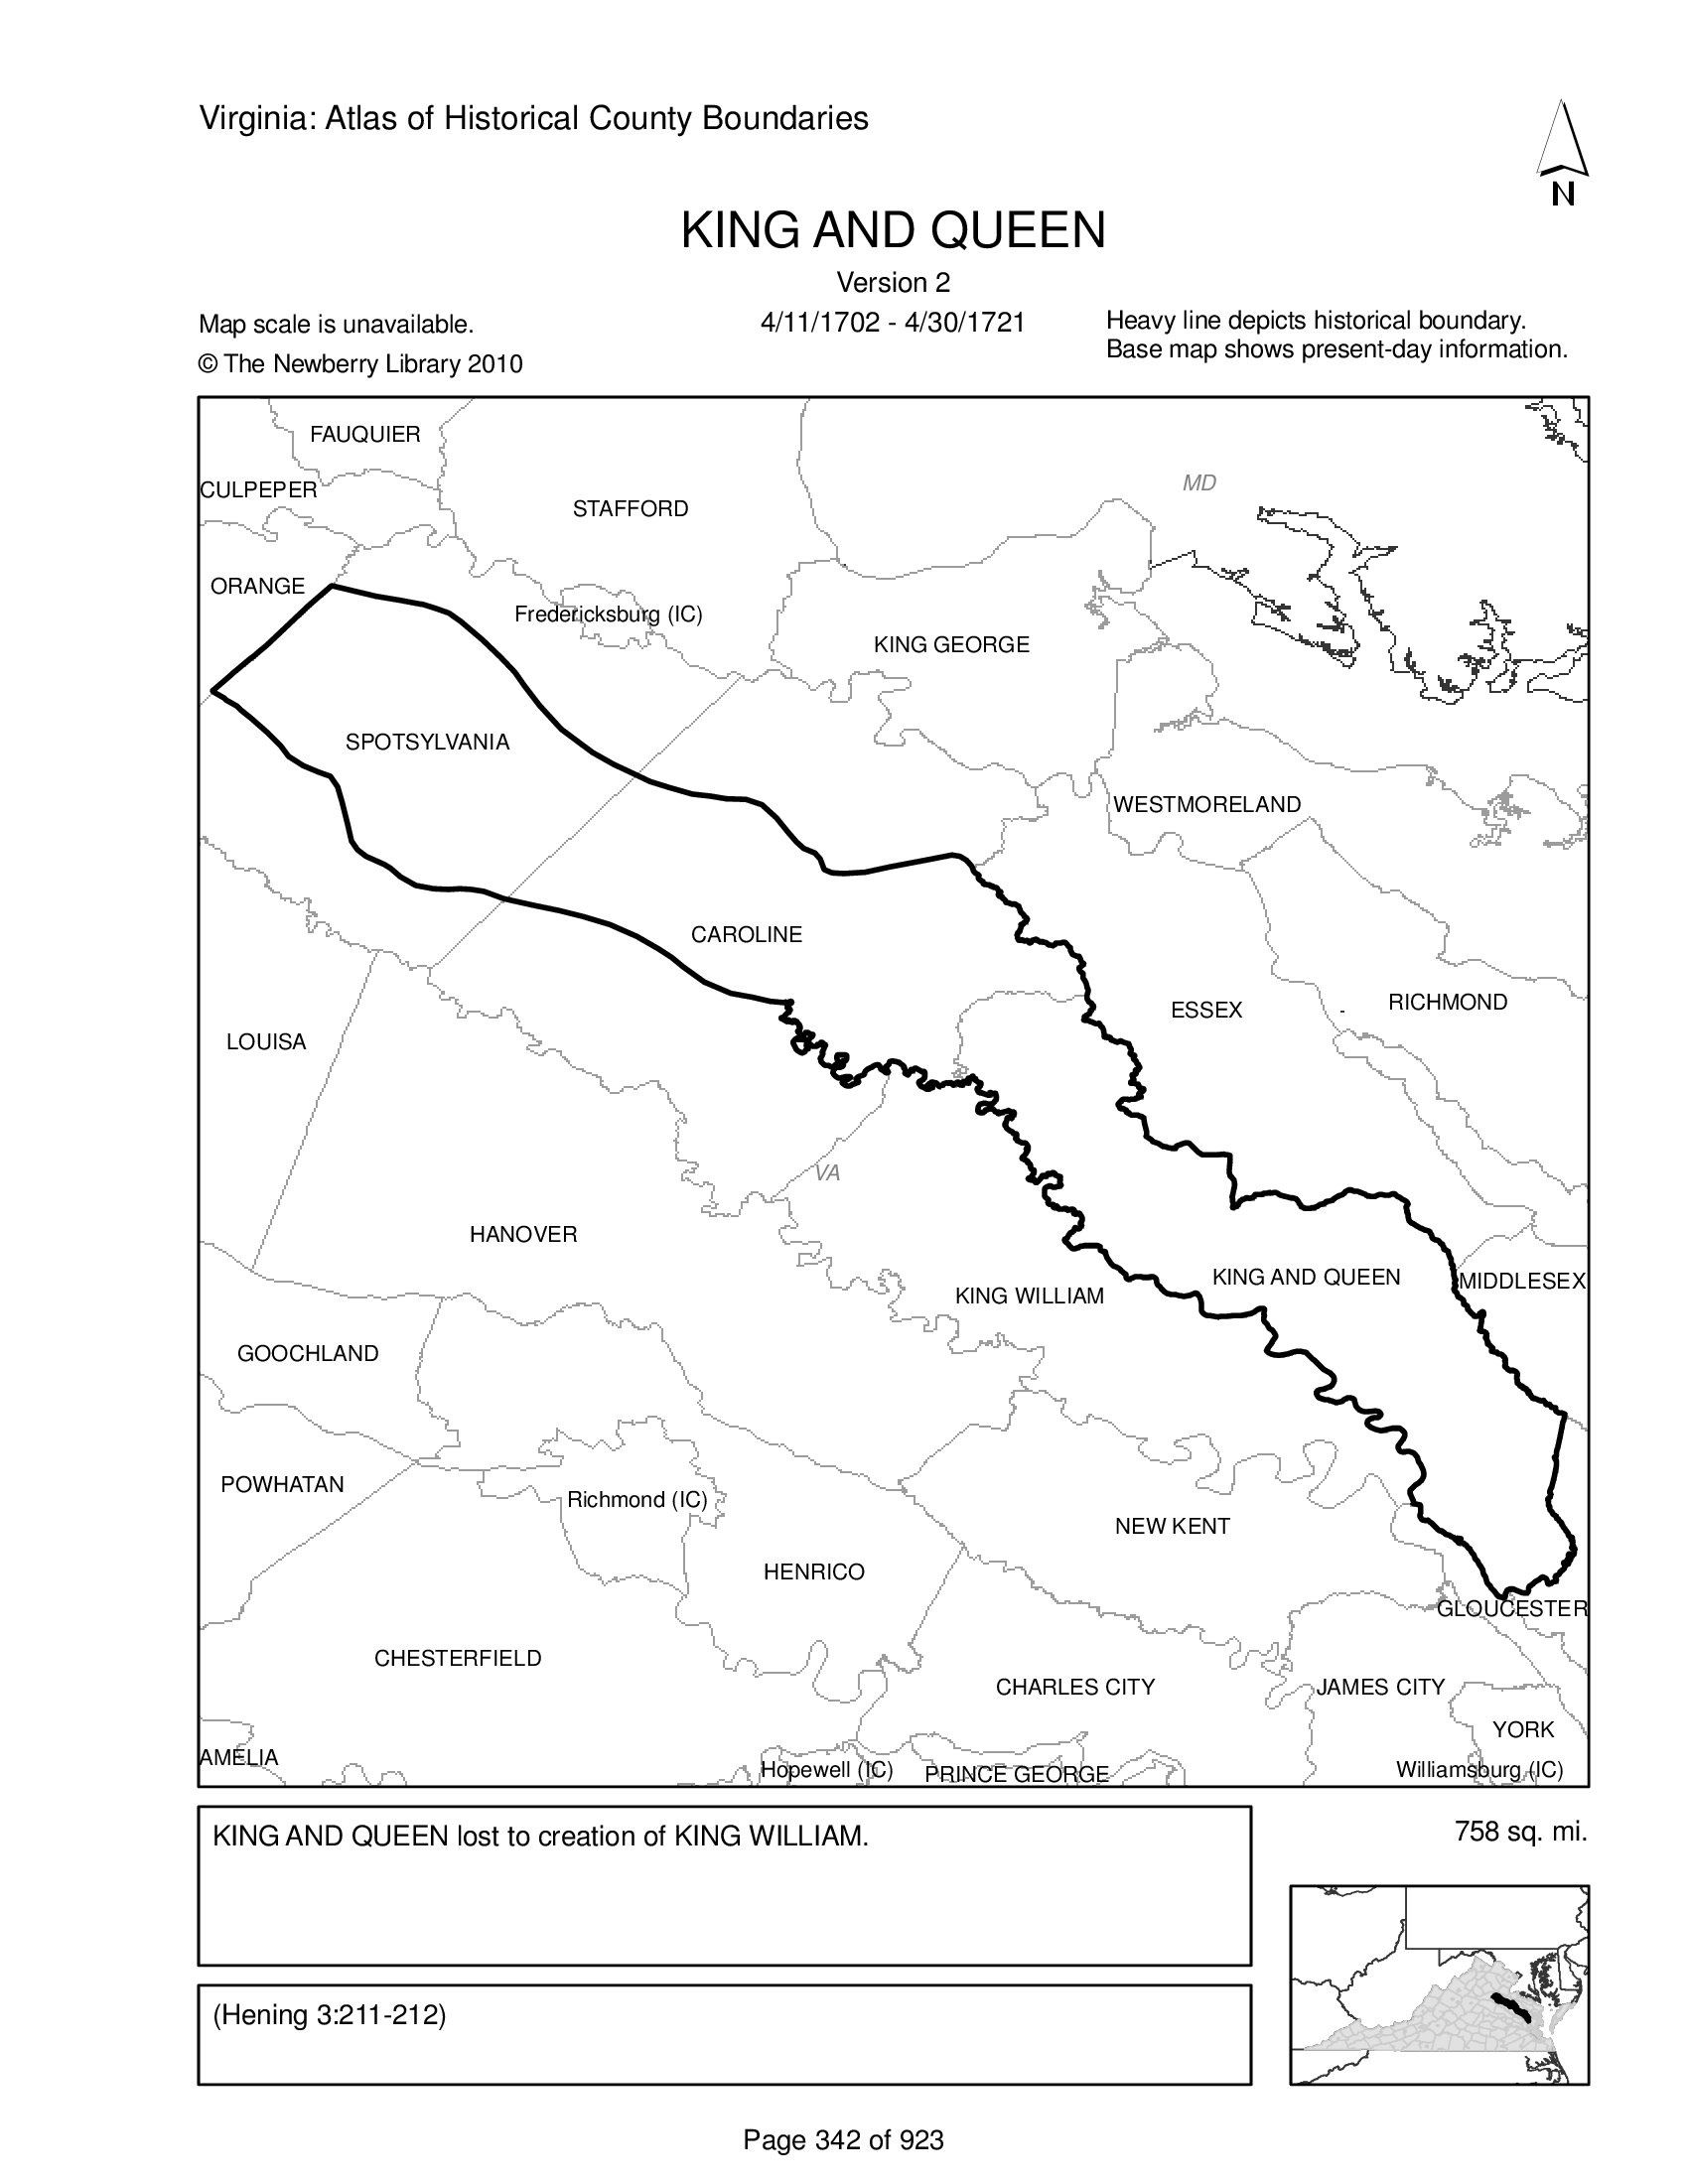 Virginia: Atlas of Historical County Boundaries
N
KING AND QUEEN
Version 2
4/11/1702 - 4/30/1721
Map scale is unavailable.
© The Newberry Library 2010
Heavy line depicts historical boundary.
Base map shows present-day information.
FAUQUIER
MD
CULPEPER
STAFFORD
ORANGE
Fredericksburg (IC)
KING GEORGE
SPOTSYLVANIA
WESTMORELAND
CAROLINE
ESSEX
RICHMOND
LOUISA
VA
HANOVER
KING AND QUEEN
MIDDLESEX
KING WILLIAM
GOOCHLAND
POWHATAN
Richmond (IC)
NEW KENT
HENRICO
GLOUCESTER
CHESTERFIELD
CHARLES CITY
JAMES CITY
YORK
AMELIA
Hopewell (IC)
PRINCE GEORGE
Williamsburg (IC)
KING AND QUEEN lost to creation of KING WILLIAM.
758 sq. mi.
(Hening 3:211-212)
Page 342 of 923